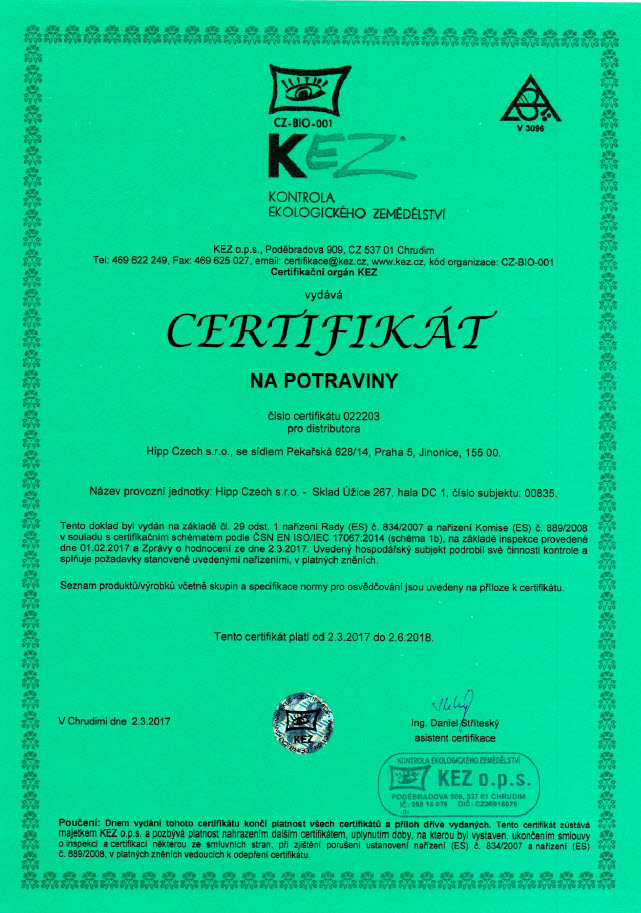 CZ-BIO-001
V 3096
KEZ®
KONTROLA
EKOLOGICKÉHO ZEMĚDĚLSTVÍ
KEZ o.p.s., Poděbradova 909, CZ 537 01 Chrudim
Tel: 469 622 249, Fax: 469 625 027, email: certifikace@kez.cz, www.kez.cz, kód organizace: CZ-BIO-001
Certifikační orgán KEZ
vydává
CERTIFIKÁT
NA POTRAVINY
číslo certifikátu 022203
pro distributora
Hipp Czech s.r.o., se sídlem Pekařská 628/14, Praha 5, Jinonice, 155 00.
Název provozní jednotky: Hipp Czech s.r.o. - Sklad Úžice 267, hala DC 1, číslo subjektu: 00835.
Tento doklad byl vydán na základě čl. 29 odst. 1 nařízení Rady (ES) č. 834/2007 a nařízení Komise (ES) č. 889/2008
v souladu s certifikačním schématem podle ČSN EN ISO/IEC 17067:2014 (schéma 1b), na základě inspekce provedené
dne 01.02.2017 a Zprávy o hodnocení ze dne 2.3.2017. Uvedený hospodářský subjekt podrobil své činnosti kontrole a
splňuje požadavky stanovené uvedenými nařízeními, v platných zněních.
Seznam produktů/výrobků včetně skupin a specifikace normy pro osvědčování jsou uvedeny na příloze k certifikátu.
Tento certifikát platí od 2.3.2017 do 2.6.2018.
V Chrudimi dne 2.3.2017
KEZ
Ing. Daniel Stříteský
asistent certifikace
KONTROLA EKOLOGICKÉHO ZEMĚDĚLSTVÍ
KEZ o.p.s.
PODĚBRADOVA 909, 537 01 CHRUDIM
Poučení: Dnem vydání tohoto certifikátu končí platnost všech certifikátů a příloh dříve vydaných. Tento certifikát zůstává
majetkem KEZ o.p.s. a pozbývá platnost nahrazením dalším certifikátem, uplynutím doby, na kterou byl vystaven, ukončením smlouvy
o inspekci a certifikaci některou ze smluvních stran, při zjištění porušení ustanovení nařízení (ES) č. 834/2007 a nařízení (ES)
č. 889/2008, v platných zněních vedoucích k odepření certifikátu.